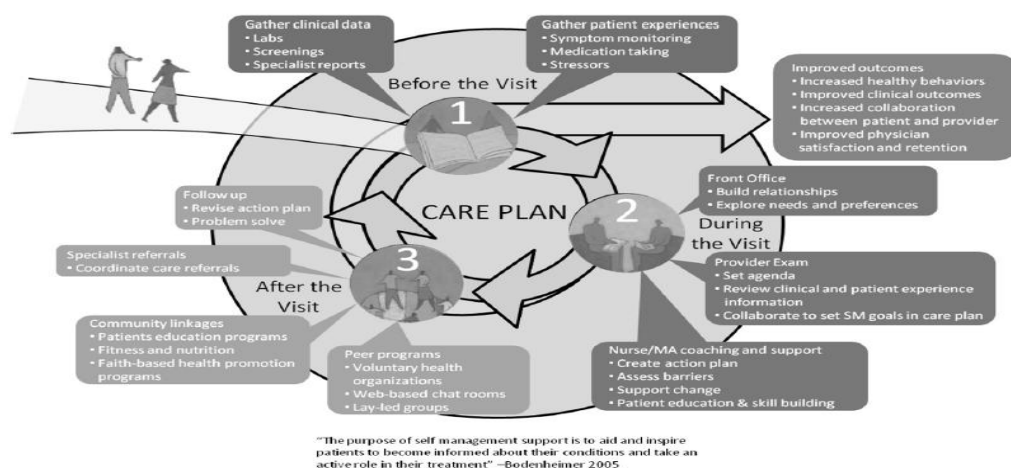 Gather clinical data
• Labs
• Screenings
• Specialist reports
Gather patient experiences
• Symptom monitoring
• Medication taking
• Stressors
Before the Visit
1
Improved outcomes
• Increased healthy behaviors
• Improved clinical outcomes
• Increased collaboration
between patient and provider
• Improved physician
satisfaction and retention
CARE PLAN
2
During
the Visit
Front Office
• Build relationships
• Explore needs and preferences
Provider Exam
• Set agenda
• Review clinical and patient experience
information
• Collaborate to set SM goals in care plan
Nurse/MA coaching and support
• Create action plan
• Assess barriers
• Support change
• Patient education & skill building
3
After the
Visit
Follow up
• Revise action plan
• Problem solve
Specialist referrals
• Coordinate care referrals
Community linkages
• Patients education programs
• Fitness and nutrition
• Faith-based health promotion
programs
Peer programs
• Voluntary health
organizations
• Web-based chat rooms
• Lay-led groups
"The purpose of self management support is to aid and inspire
patients to become informed about their conditions and take an
active role in their treatment" –Bodenheimer 2005